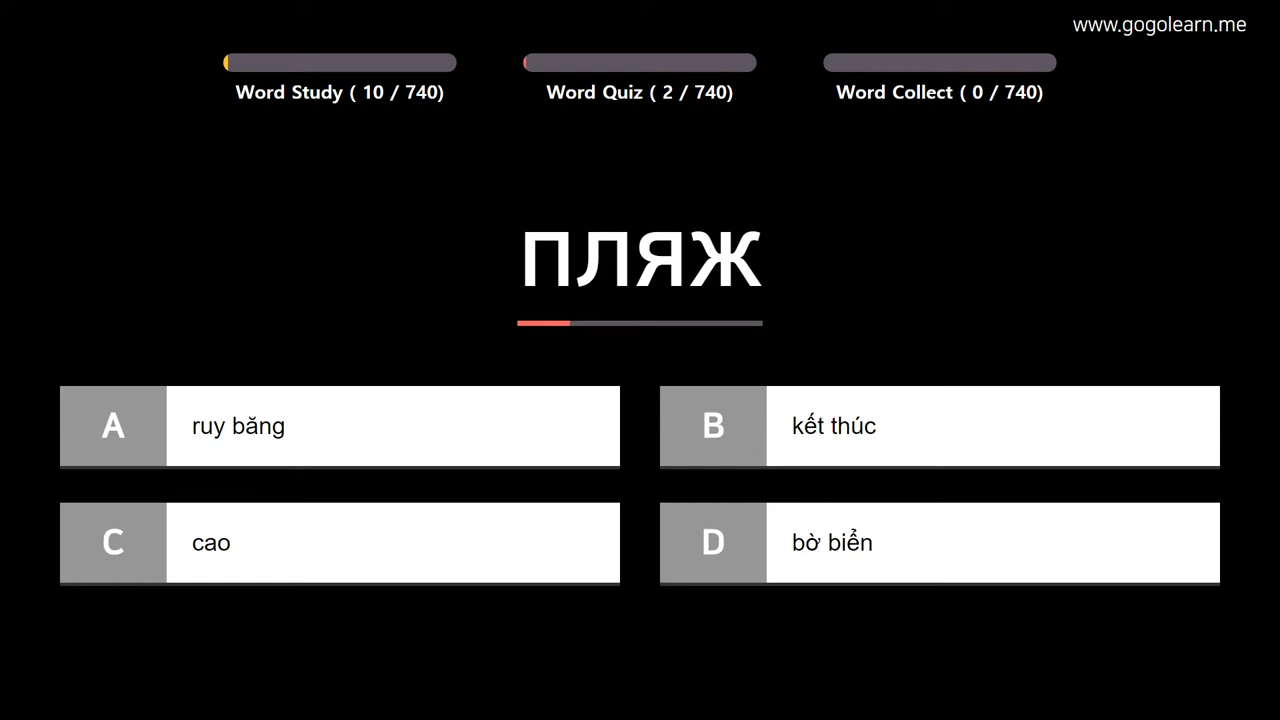 www.gogolearn.me
Word Study ( 10 / 740)
Word Quiz ( 2 / 740)
Word Collect ( 0 / 740)
ПЛЯЖ
A ruy băng
B kết thúc
C cao
D bờ biển